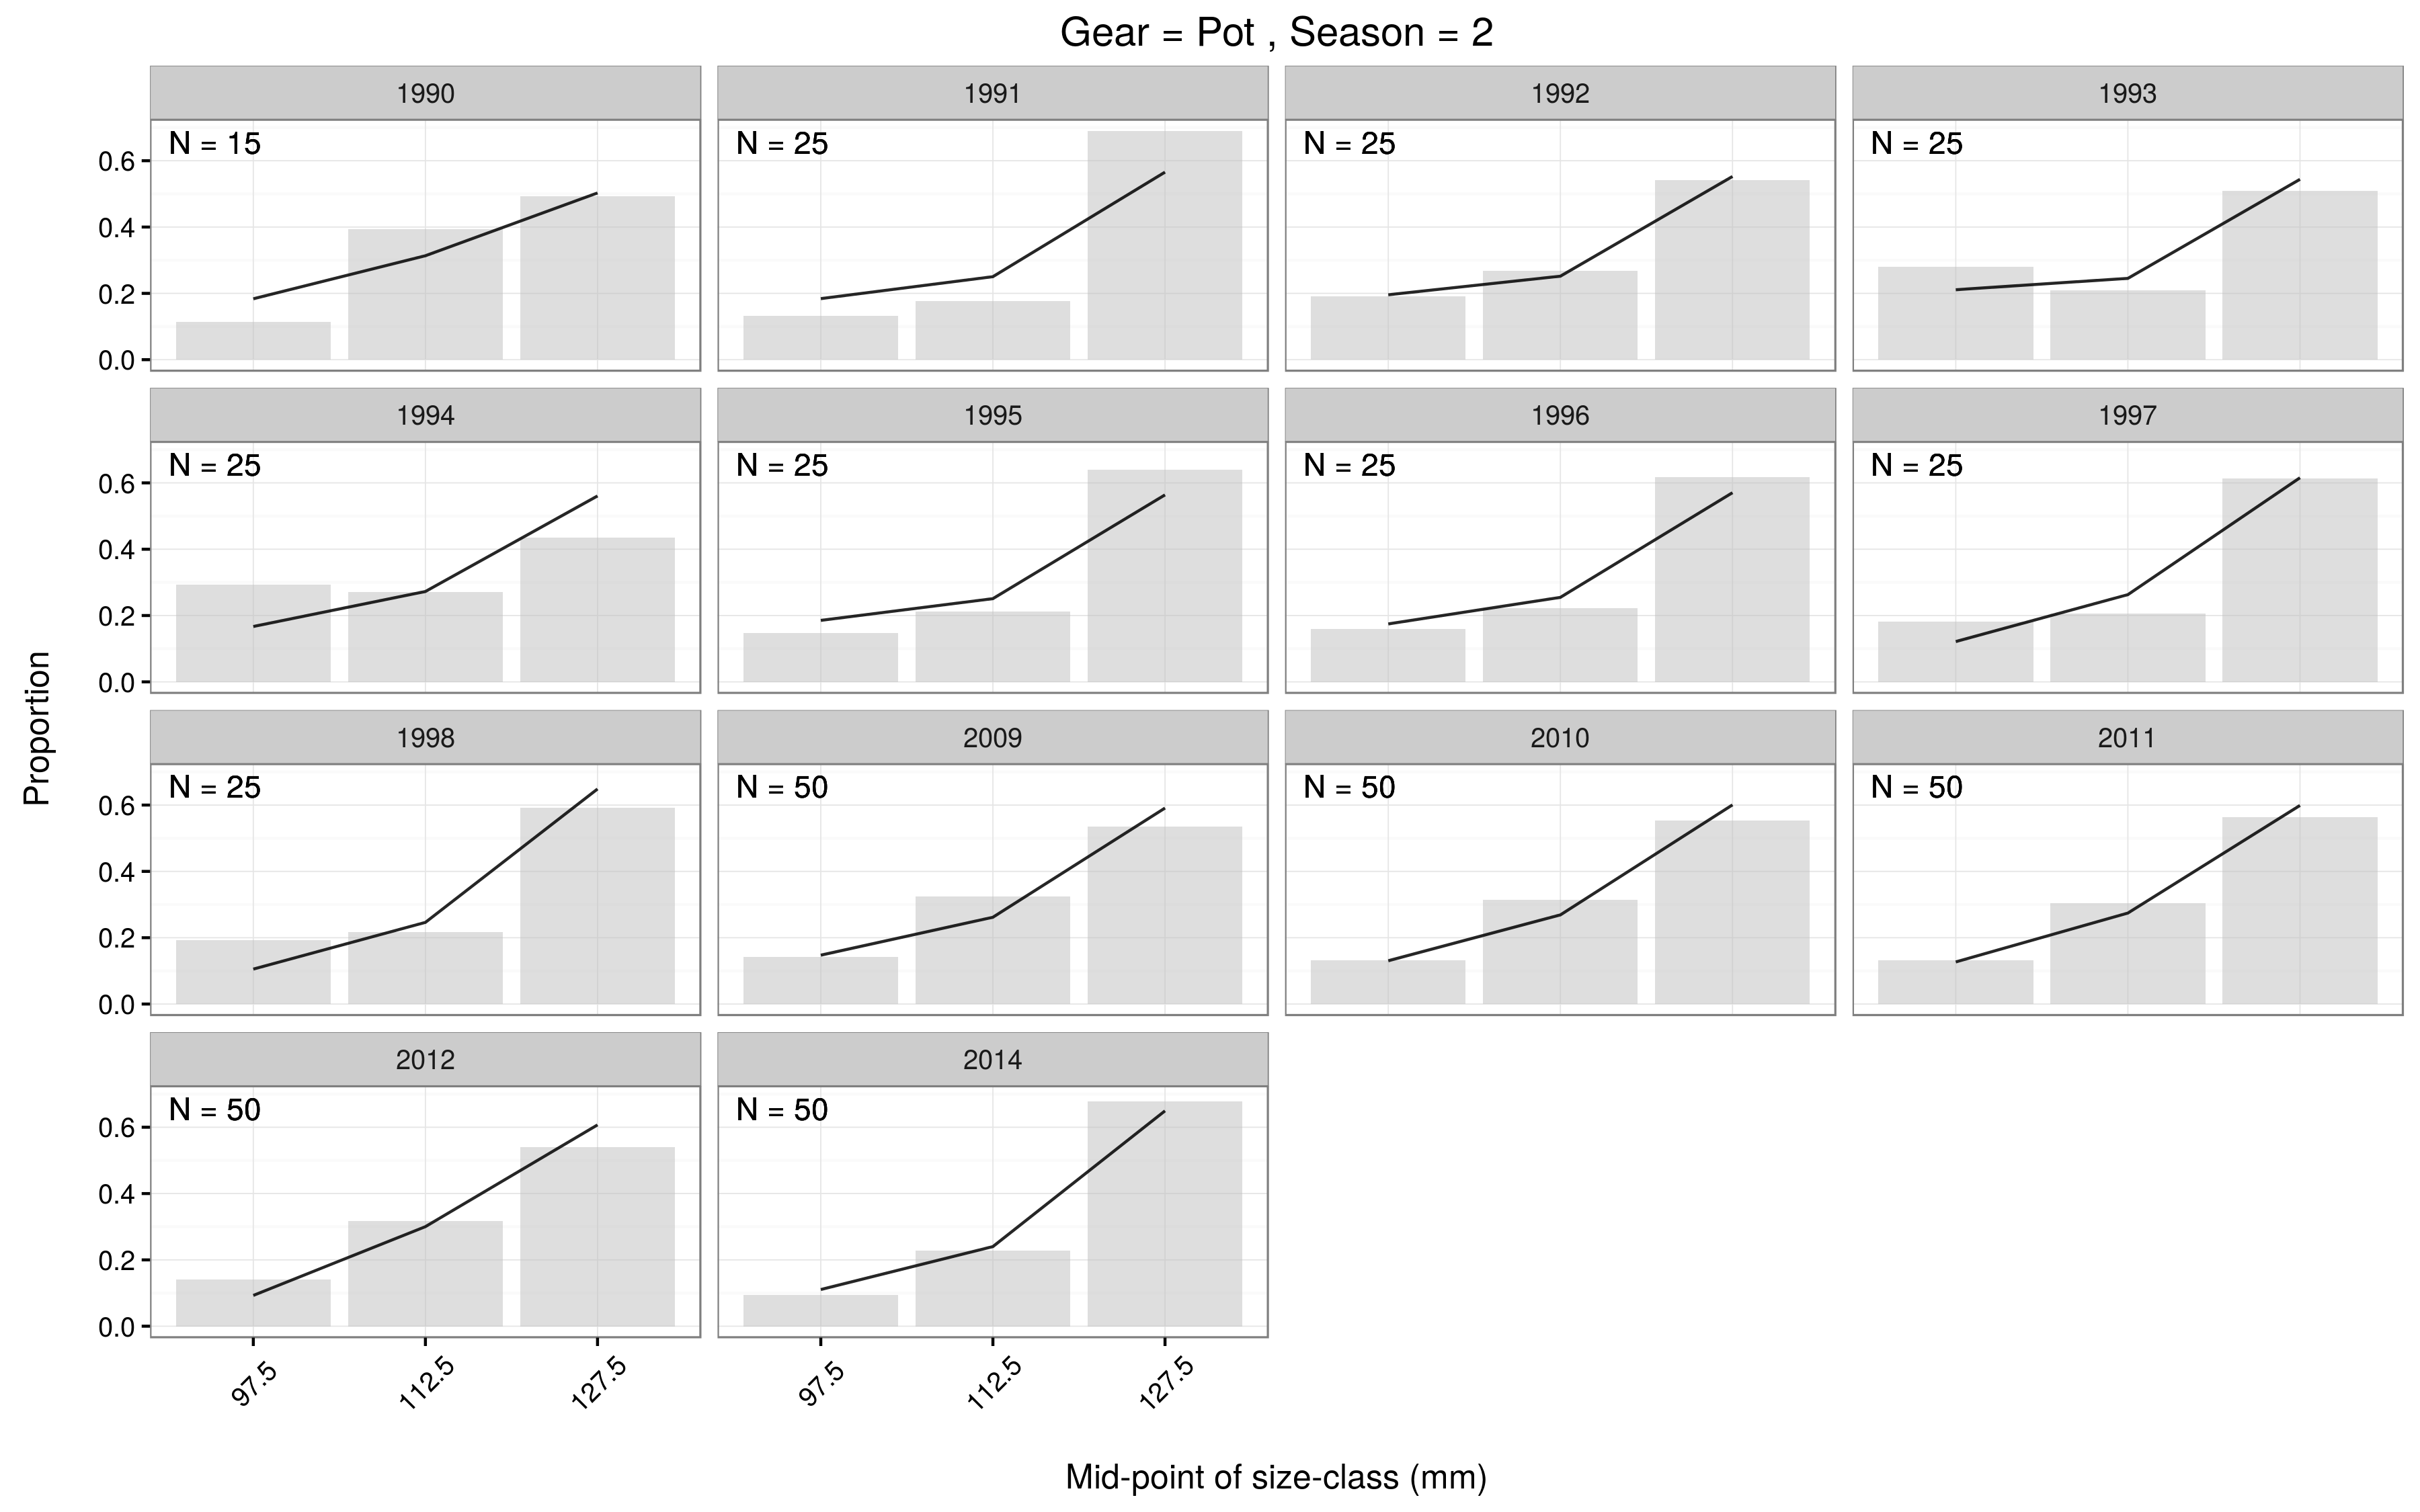 Gear = Pot , Season = 2
1990
1991
1992
1993
N = 15
N = 25
N = 25
N = 25
0.6
0.4
0.2
0.0
1994
1995
1996
1997
N = 25
N = 25
N = 25
N = 25
0.6
0.4
0.2
0.0
1998
2009
2010
2011
N = 25
N = 50
N = 50
N = 50
0.6
0.4
0.2
0.0
2012
2014
N = 50
N = 50
0.6
0.4
0.2
0.0
97.5
112.5
127.5
97.5
112.5
127.5
Proportion
Mid-point of size-class (mm)